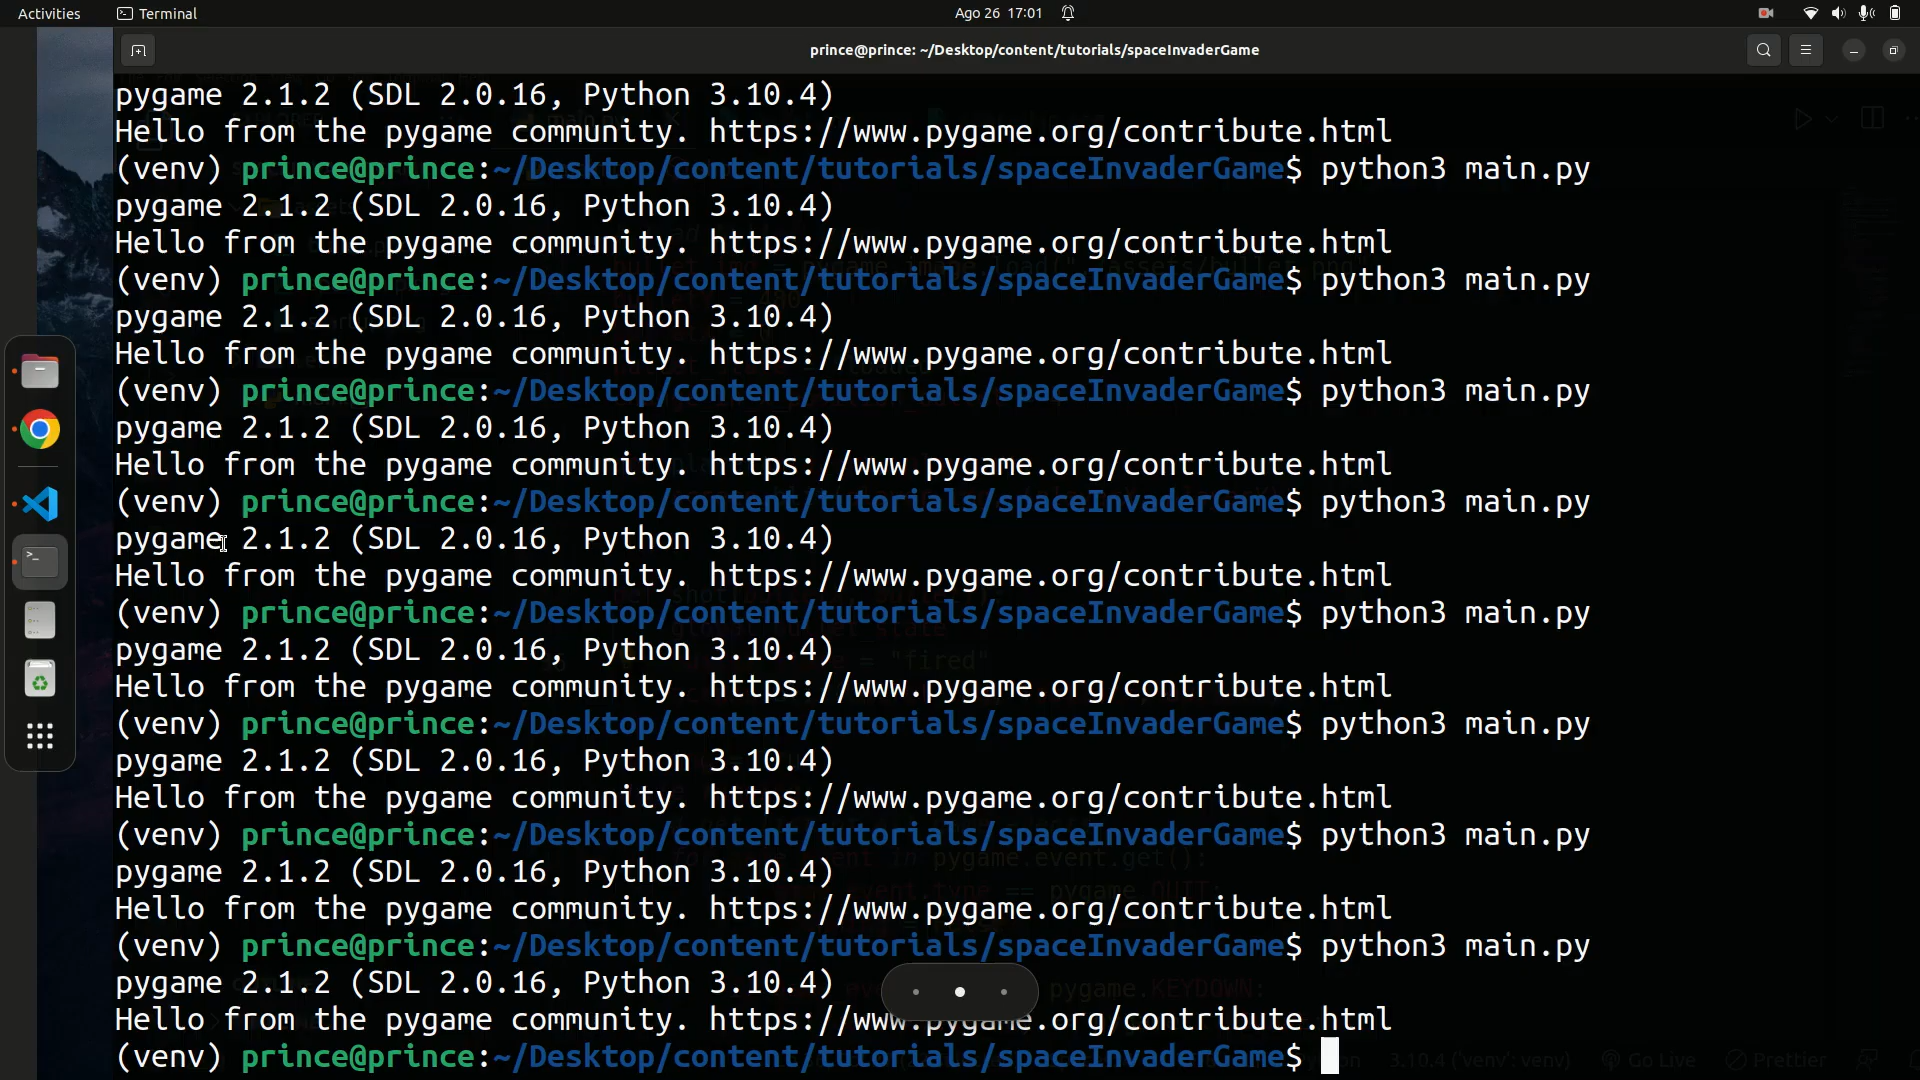 Activities Terminal Ago 26 17:01
prince@prince: ~/Desktop/content/tutorials/spaceInvaderGame
pygame 2.1.2 (SDL 2.0.16, Python 3.10.4)
Hello from the pygame community. https://www.pygame.org/contribute.html
(venv) prince@prince:~/Desktop/content/tutorials/spaceInvaderGame$ python3 main.py
pygame 2.1.2 (SDL 2.0.16, Python 3.10.4)
Hello from the pygame community. https://www.pygame.org/contribute.html
(venv) prince@prince:~/Desktop/content/tutorials/spaceInvaderGame$ python3 main.py
pygame 2.1.2 (SDL 2.0.16, Python 3.10.4)
Hello from the pygame community. https://www.pygame.org/contribute.html
(venv) prince@prince:~/Desktop/content/tutorials/spaceInvaderGame$ python3 main.py
pygame 2.1.2 (SDL 2.0.16, Python 3.10.4)
Hello from the pygame community. https://www.pygame.org/contribute.html
(venv) prince@prince:~/Desktop/content/tutorials/spaceInvaderGame$ python3 main.py
pygame 2.1.2 (SDL 2.0.16, Python 3.10.4)
Hello from the pygame community. https://www.pygame.org/contribute.html
(venv) prince@prince:~/Desktop/content/tutorials/spaceInvaderGame$ python3 main.py
pygame 2.1.2 (SDL 2.0.16, Python 3.10.4)
Hello from the pygame community. https://www.pygame.org/contribute.html
(venv) prince@prince:~/Desktop/content/tutorials/spaceInvaderGame$ python3 main.py
pygame 2.1.2 (SDL 2.0.16, Python 3.10.4)
Hello from the pygame community. https://www.pygame.org/contribute.html
(venv) prince@prince:~/Desktop/content/tutorials/spaceInvaderGame$ python3 main.py
pygame 2.1.2 (SDL 2.0.16, Python 3.10.4)
Hello from the pygame community. https://www.pygame.org/contribute.html
(venv) prince@prince:~/Desktop/content/tutorials/spaceInvaderGame$ python3 main.py
pygame 2.1.2 (SDL 2.0.16, Python 3.10.4)
Hello from the pygame community. https://www.pygame.org/contribute.html
(venv) prince@prince:~/Desktop/content/tutorials/spaceInvaderGame$
3.10.4 ('venv': venv) Go Live Prettier